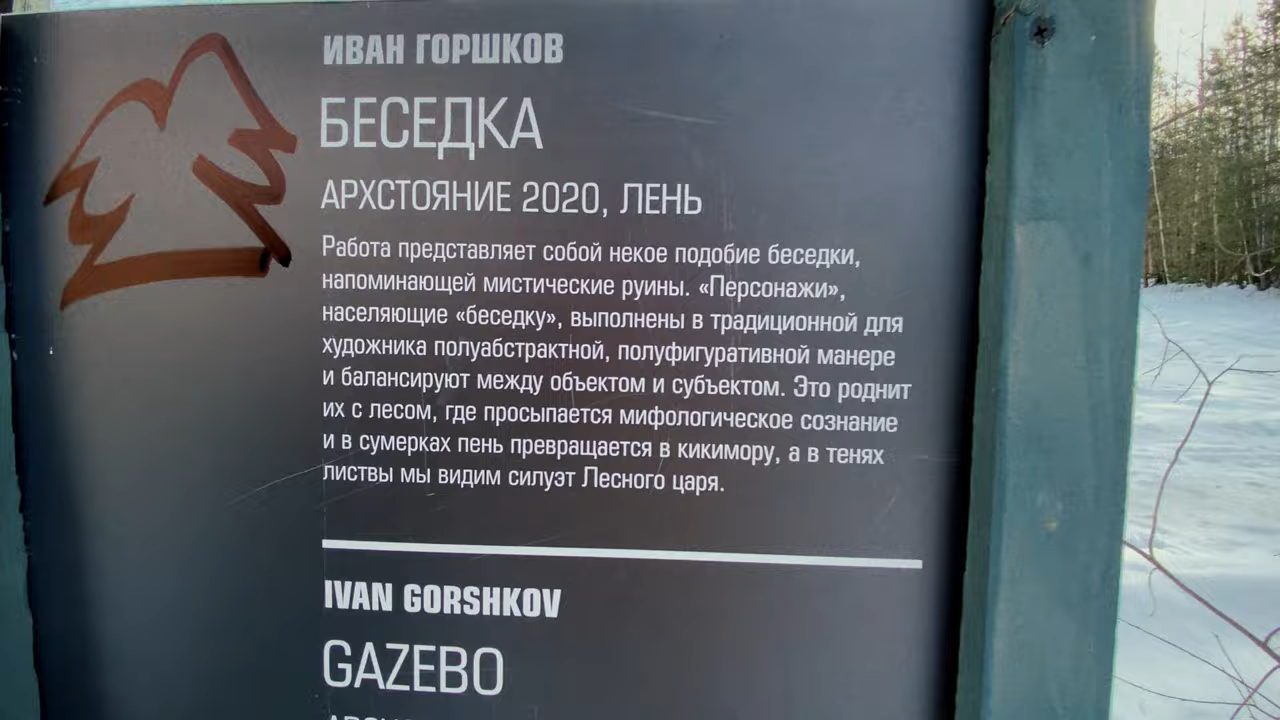 ИВАН ГОРШКОВ
БЕСЕДКА
АРХСТОЯНИЕ 2020, ЛЕНЬ
Работа представляет собой некое подобие беседки,
напоминающей мистические руины. «Персонажи»,
населяющие «беседку», выполнены в традиционной для
художника полуабстрактной, полуфигуративной манере
и балансируют между объектом и субъектом. Это роднит
их с лесом, где просыпается мифологическое сознание
и в сумерках пень превращается в кикимору, а в тенях
листвы мы видим силуэт Лесного царя.
IVAN GORSHKOV
GAZEBO